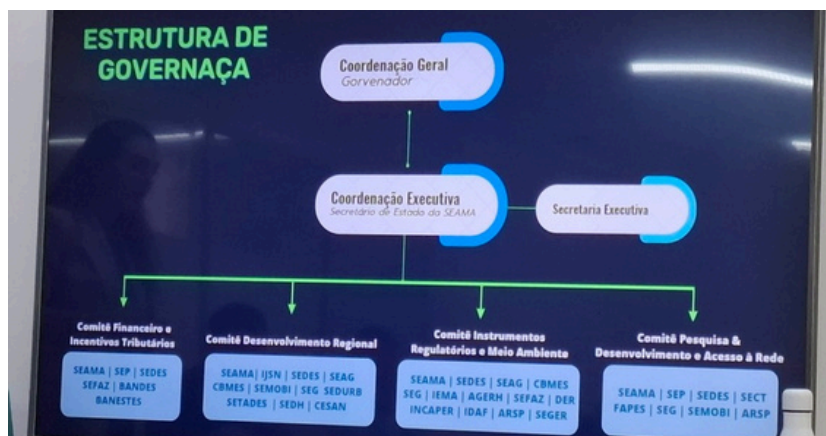 ESTRUTURA DE
GOVERNAÇA
Coordenação Geral
Gorvenador
Coordenação Executiva
Secretário de Estado da SEAMA
Secretaria Executiva
Comitê Financeiro e
Incentivos Tributários
SEAMA | SEP | SEDES
SEFAZ | BANDES
BANESTES
Comitê Desenvolvimento Regional
SEAMA| IJSN | SEDES | SEAG
CBMES | SEMOBI | SEG SEDURB
SETADES | SEDH | CESAN
Comitê Instrumentos
Regulatórios e Meio Ambiente
SEAMA | SEDES | SEAG | CBMES
SEG | IEMA | AGERH | SEFAZ | DER
INCAPER | IDAF | ARSP | SEGER
Comitê Pesquisa &
Desenvolvimento e Acesso à Rede
SEAMA | SEP | SEDES | SECT
FAPES | SEG | SEMOBI | ARSP